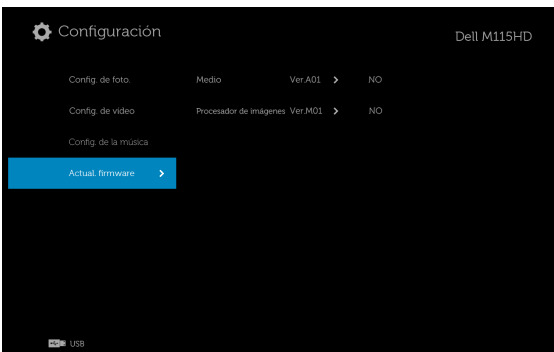 Configuración
Dell M115HD
Config. de foto. Medio Ver.A01 > NO
Config. de vídeo Procesador de imágenes Ver.M01 > NO
Config. de la música
Actual. firmware >
USB